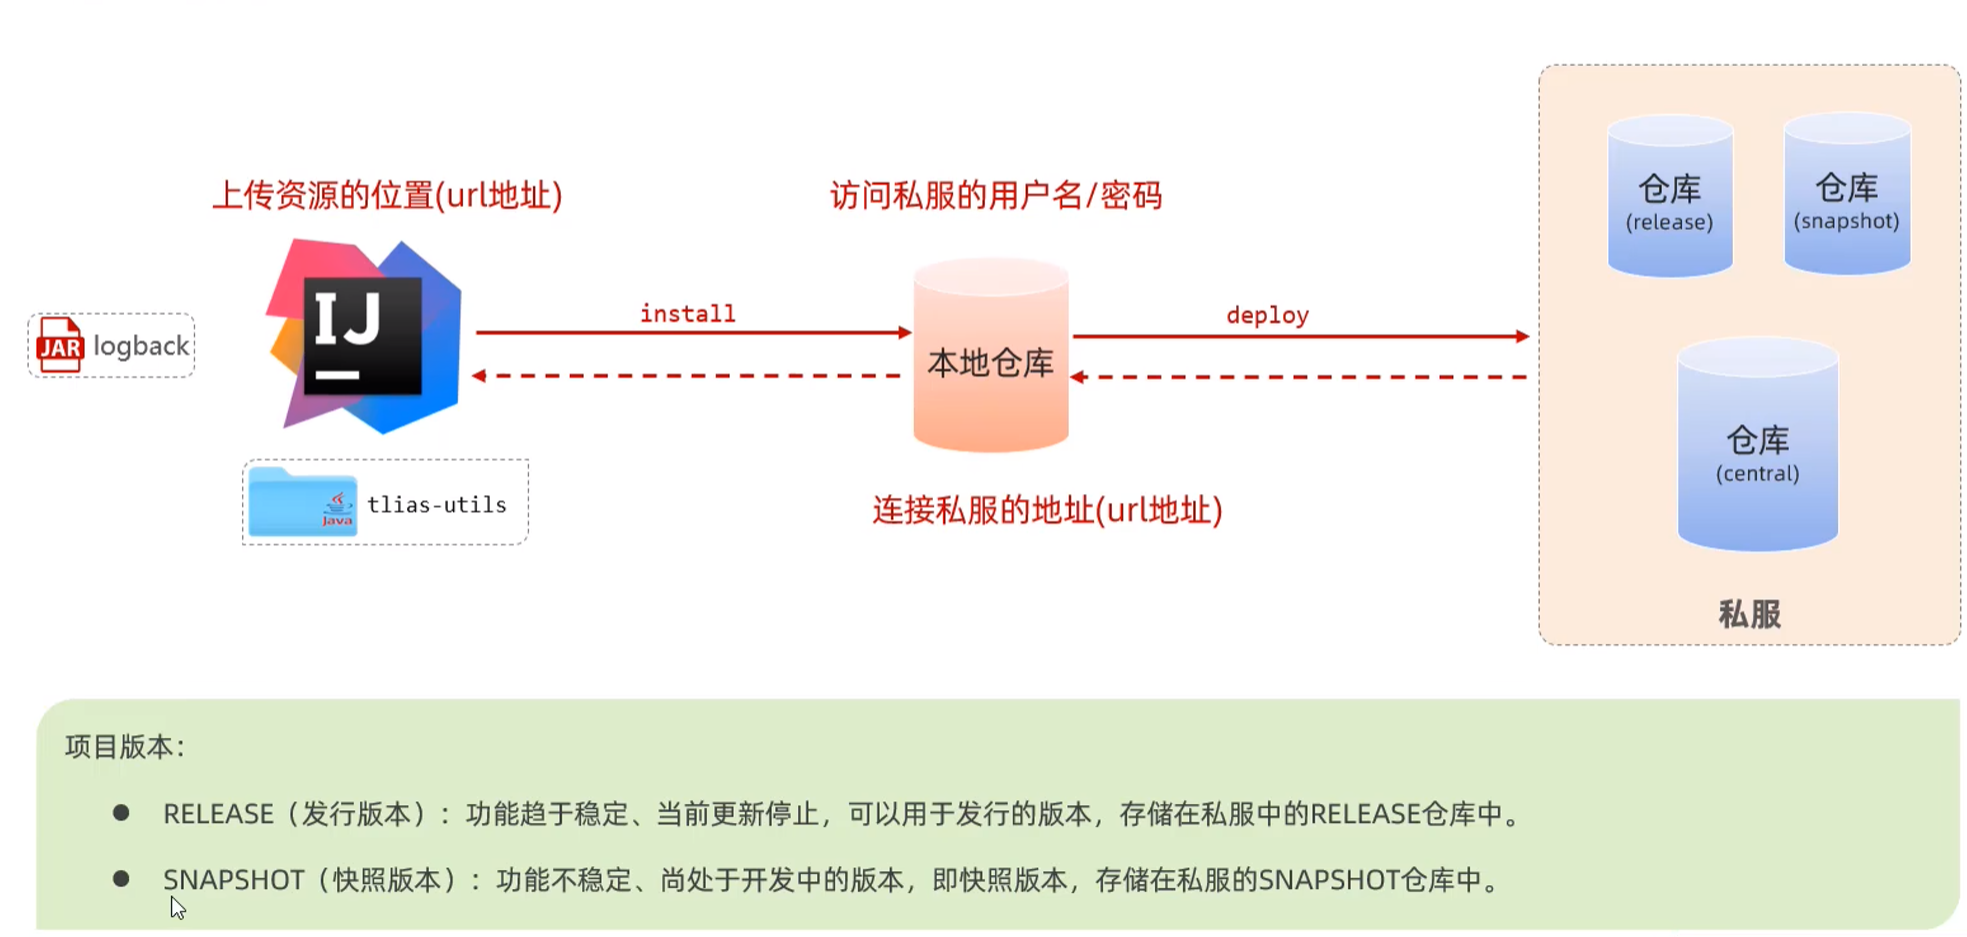 上传资源的位置(url地址)
访问私服的用户名/密码
仓库
(release)
仓库
(snapshot)
IJ
JAR logback
install
deploy
本地仓库
仓库
(central)
Java
tlias-utils
连接私服的地址(url地址)
私服
项目版本：
● RELEASE（发行版本）：功能趋于稳定、当前更新停止，可以用于发行的版本，存储在私服中的RELEASE仓库中。
● SNAPSHOT（快照版本）：功能不稳定、尚处于开发中的版本，即快照版本，存储在私服的SNAPSHOT仓库中。